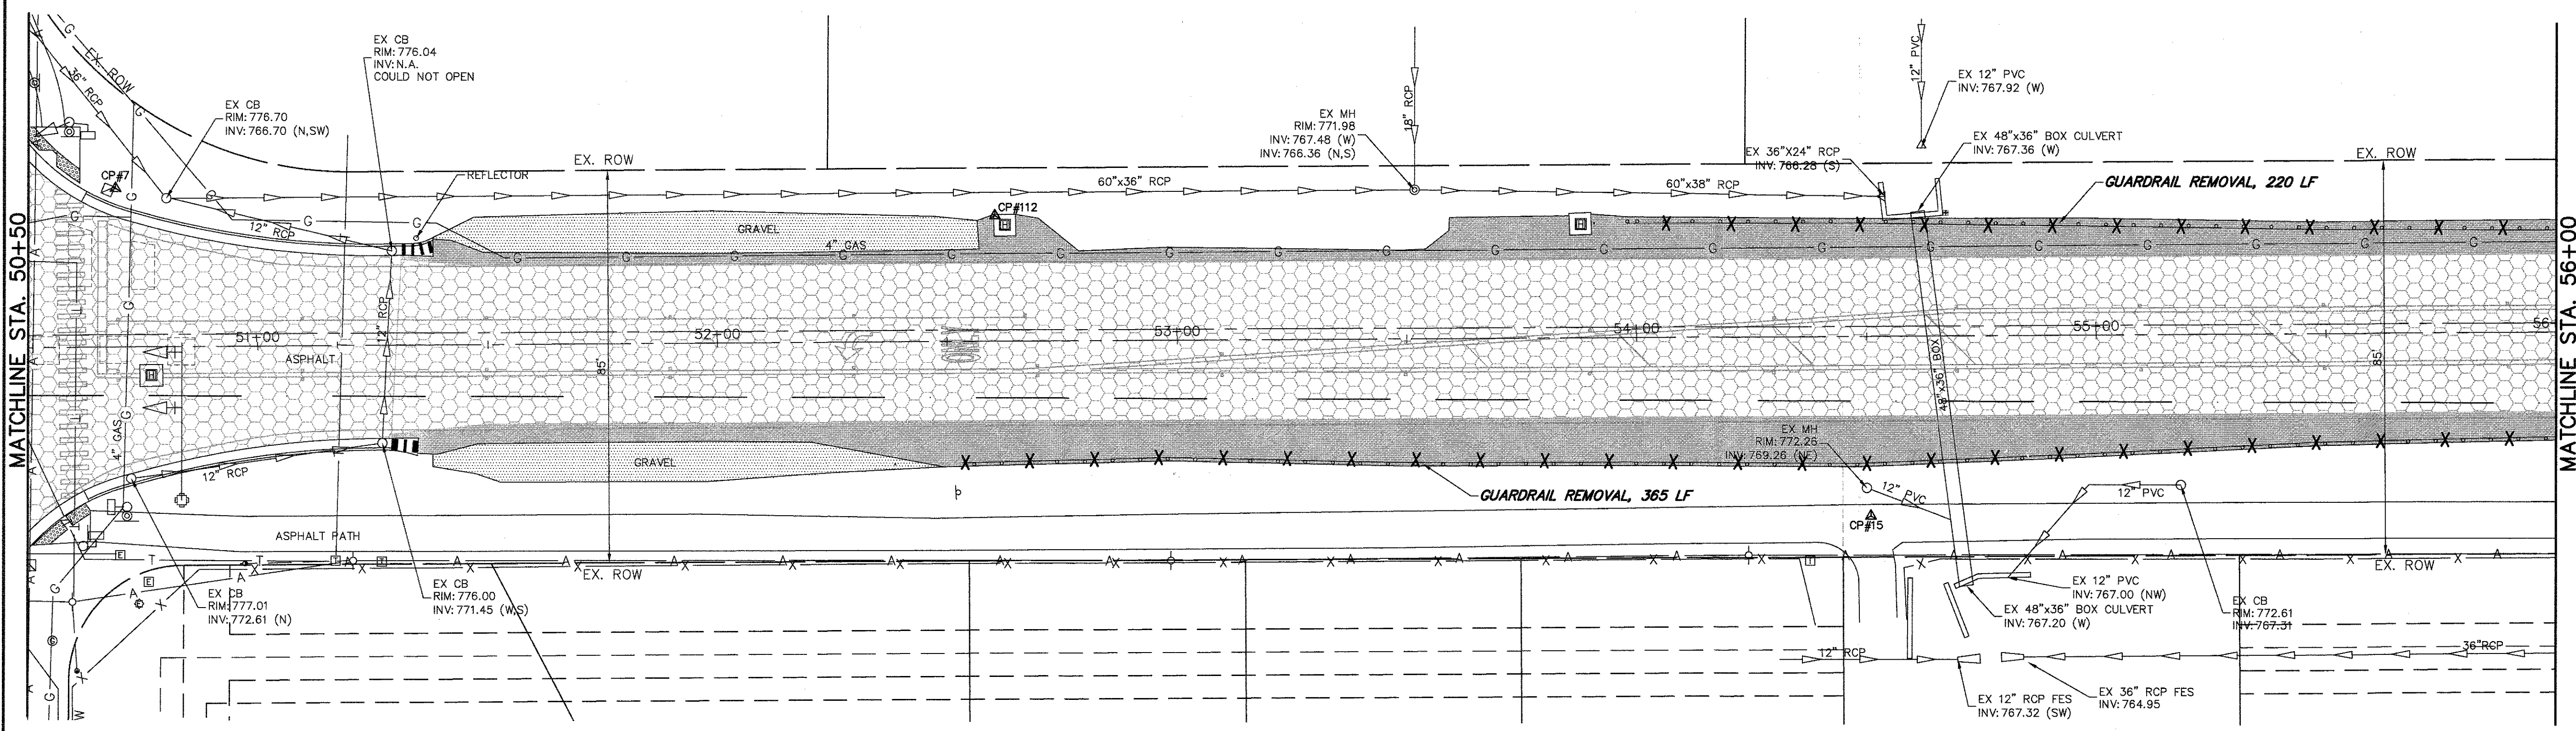 MATCHLINE STA. 50+50
EX. ROW
36" RCP
EX CB
RIM: 776.70
INV: 766.70 (N,SW)
EX CB
RIM: 776.04
INV: N.A.
COULD NOT OPEN
CP#7
12" RCP
REFLECTOR
EX. ROW
GRAVEL
4" GAS
CP#112
60"x36" RCP
EX MH
RIM: 771.98
INV: 767.48 (W)
INV: 766.36 (N,S)
18" RCP
60"x38" RCP
EX 36"X24" RCP
INV: 766.28 (S)
12" PVC
EX 12" PVC
INV: 767.92 (W)
EX 48"x36" BOX CULVERT
INV: 767.36 (W)
GUARDRAIL REMOVAL, 220 LF
EX. ROW
51+00
52+00
53+00
54+00
55+00
56+
ASPHALT
12" RCP
85'
85'
48"x36" BOX
4" GAS
12" RCP
GRAVEL
GUARDRAIL REMOVAL, 365 LF
EX MH
RIM: 772.26
INV: 769.26 (NE)
12" PVC
12" PVC
CP#15
ASPHALT PATH
EX. ROW
EX. ROW
EX CB
RIM: 777.01
INV: 772.61 (N)
EX CB
RIM: 776.00
INV: 771.45 (W,S)
EX 12" PVC
INV: 767.00 (NW)
EX 48"x36" BOX CULVERT
INV: 767.20 (W)
EX CB
RIM: 772.61
INV: 767.31
12" RCP
36"RCP
EX 12" RCP FES
INV: 767.32 (SW)
EX 36" RCP FES
INV: 764.95
MATCHLINE STA. 56+00